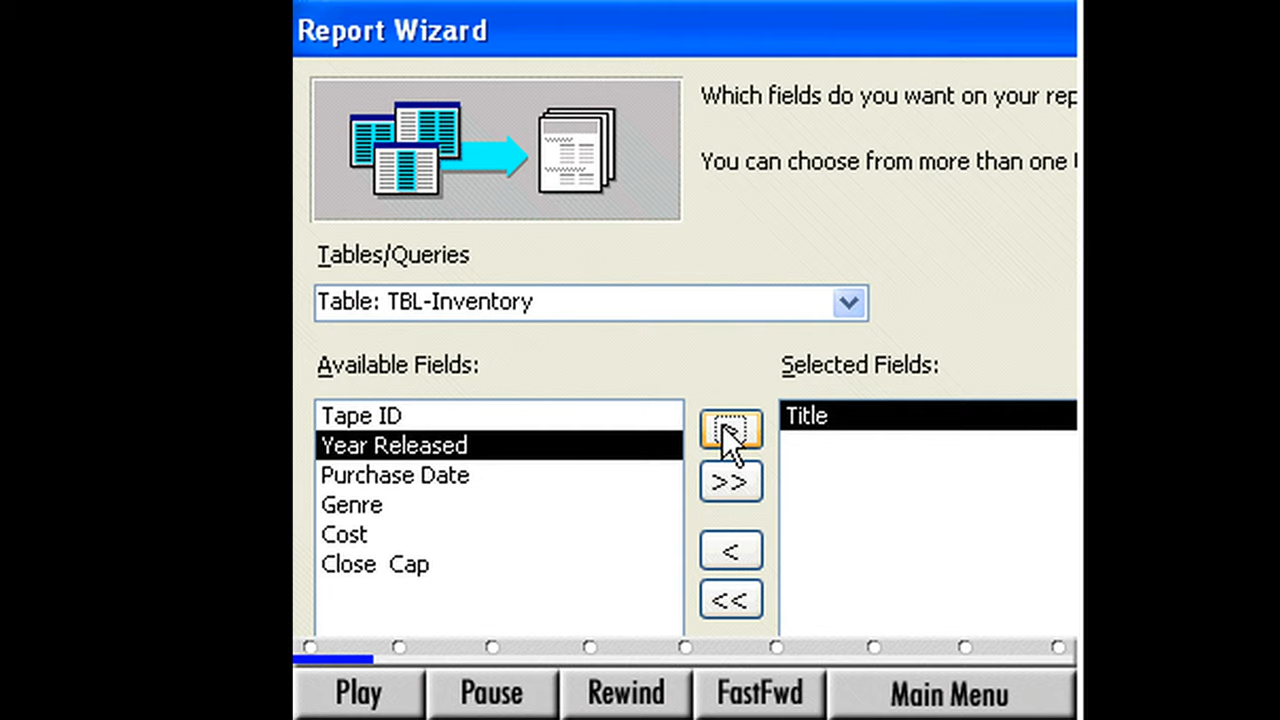 Report Wizard
Which fields do you want on your rep
You can choose from more than one
Tables/Queries
Table: TBL-Inventory
Available Fields:
Selected Fields:
Tape ID
Year Released
Purchase Date
Genre
Cost
Close Cap
Title
>>
<
<<
Play
Pause
Rewind
FastFwd
Main Menu